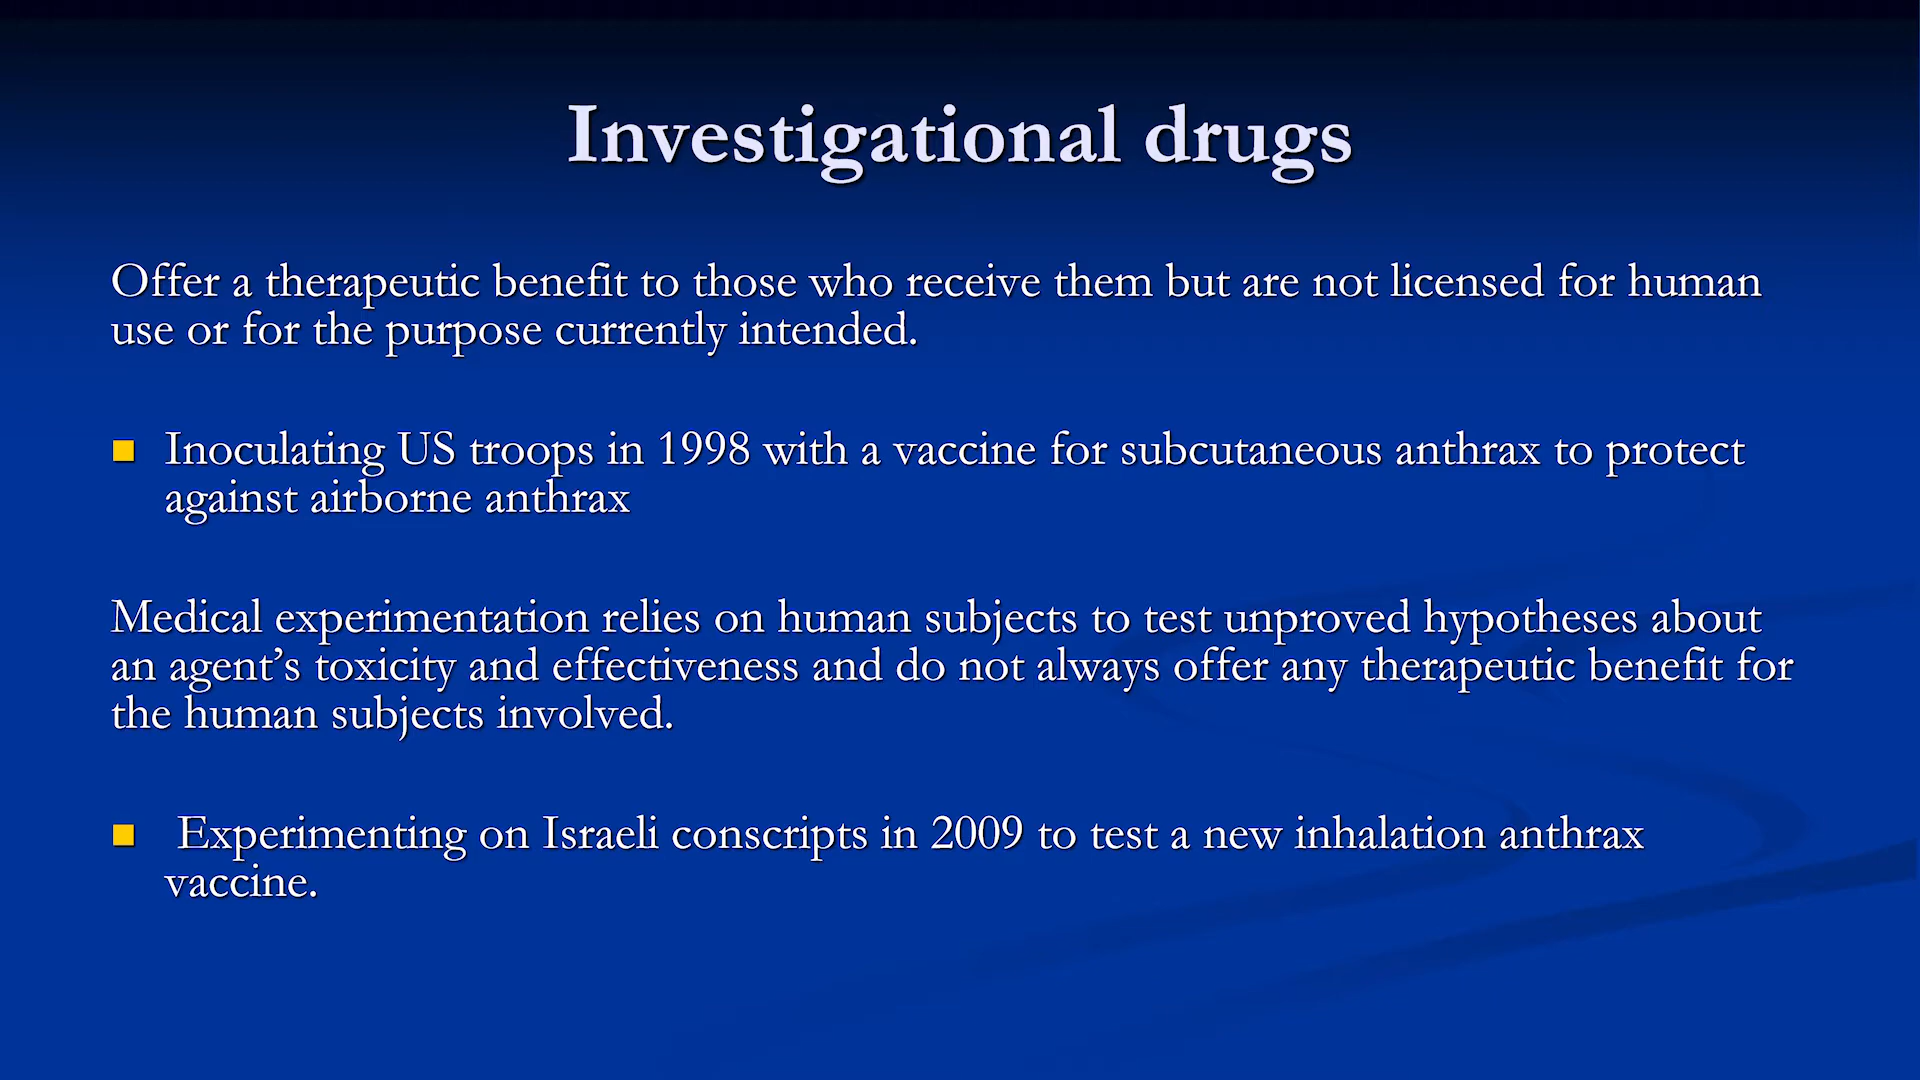 Investigational drugs
Offer a therapeutic benefit to those who receive them but are not licensed for human
use or for the purpose currently intended.
Inoculating US troops in 1998 with a vaccine for subcutaneous anthrax to protect
against airborne anthrax
Medical experimentation relies on human subjects to test unproved hypotheses about
an agent’s toxicity and effectiveness and do not always offer any therapeutic benefit for
the human subjects involved.
Experimenting on Israeli conscripts in 2009 to test a new inhalation anthrax
vaccine.